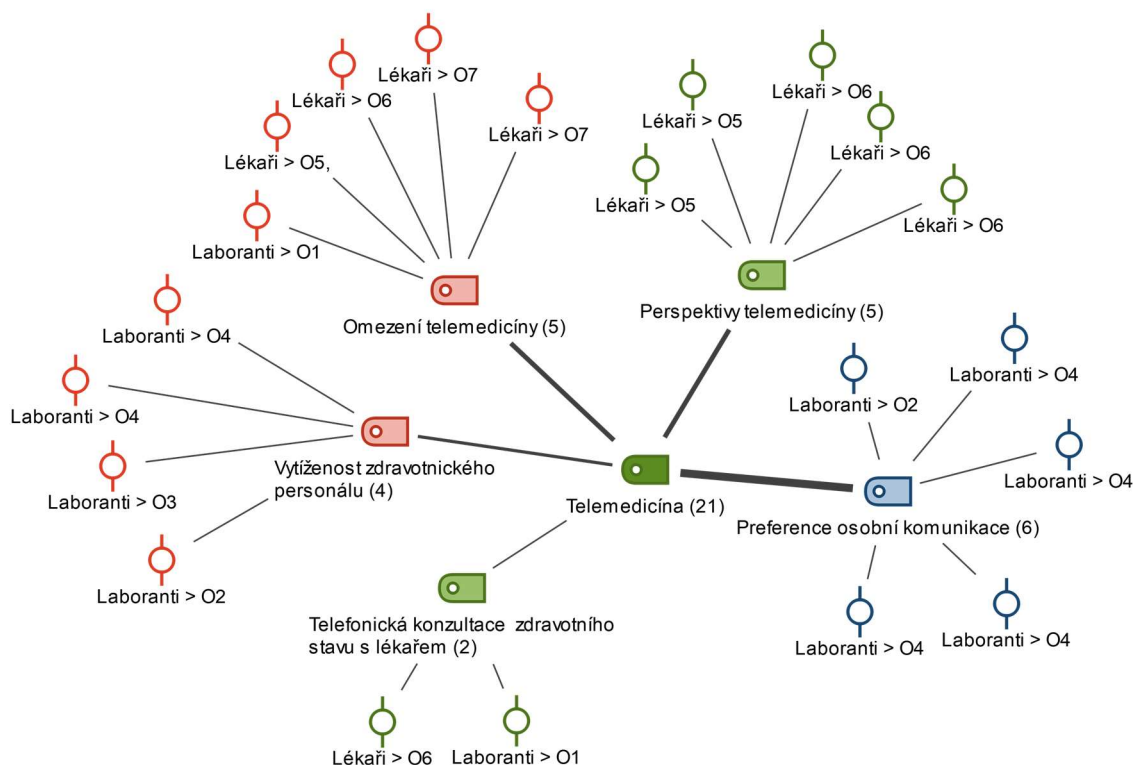 Lékaři > O7
Lékaři > O6
Lékaři > O7
Lékaři > O5,
Laboranti > O1
Omezení telemedicíny (5)
Lékaři > O6
Lékaři > O5
Lékaři > O6
Lékaři > O5
Lékaři > O6
Perspektivy telemedicíny (5)
Laboranti > O4
Laboranti > O4
Laboranti > O3
Laboranti > O2
Vytíženost zdravotnického
personálu (4)
Telemedicína (21)
Laboranti > O4
Laboranti > O2
Laboranti > O4
Preference osobní komunikace (6)
Laboranti > O4
Laboranti > O4
Telefonická konzultace zdravotního
stavu s lékařem (2)
Lékaři > O6
Laboranti > O1